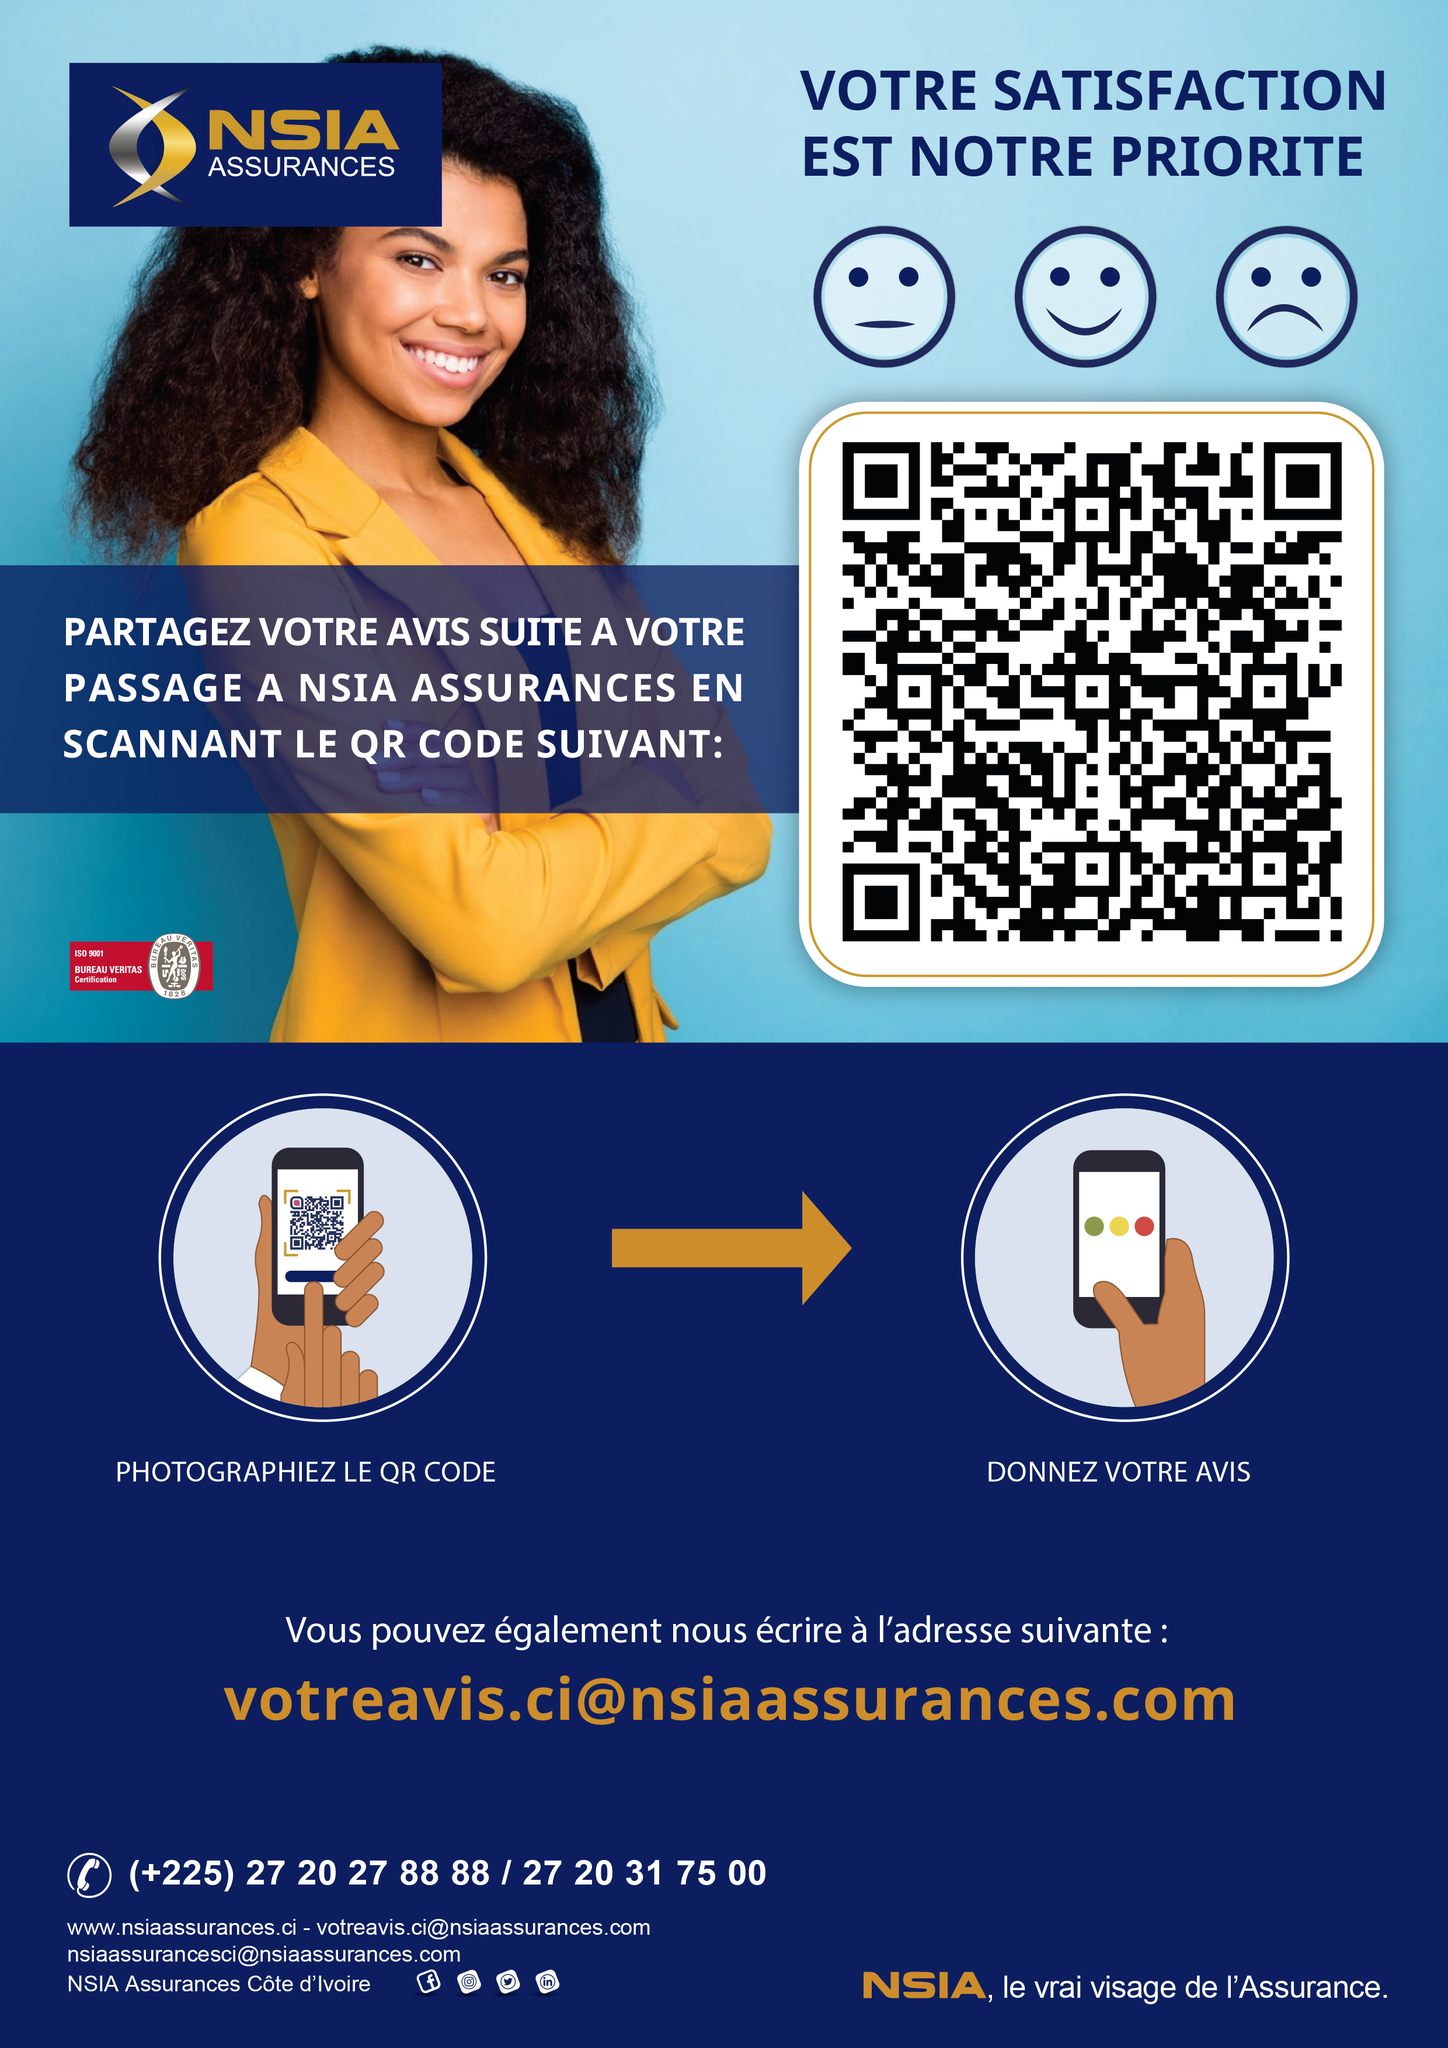 NSIA
ASSURANCES
VOTRE SATISFACTION
EST NOTRE PRIORITE
PARTAGEZ VOTRE AVIS SUITE A VOTRE
PASSAGE A NSIA ASSURANCES EN
SCANNANT LE QR CODE SUIVANT:
ISO 9001
BUREAU VERITAS
Certification
BUREAU VERITAS
1828
PHOTOGRAPHIEZ LE QR CODE
DONNEZ VOTRE AVIS
Vous pouvez également nous écrire à l’adresse suivante :
votreavis.ci@nsiaassurances.com
(+225) 27 20 27 88 88 / 27 20 31 75 00
www.nsiaassurances.ci - votreavis.ci@nsiaassurances.com
nsiaassurancesci@nsiaassurances.com
NSIA Assurances Côte d’Ivoire
NSIA, le vrai visage de l’Assurance.